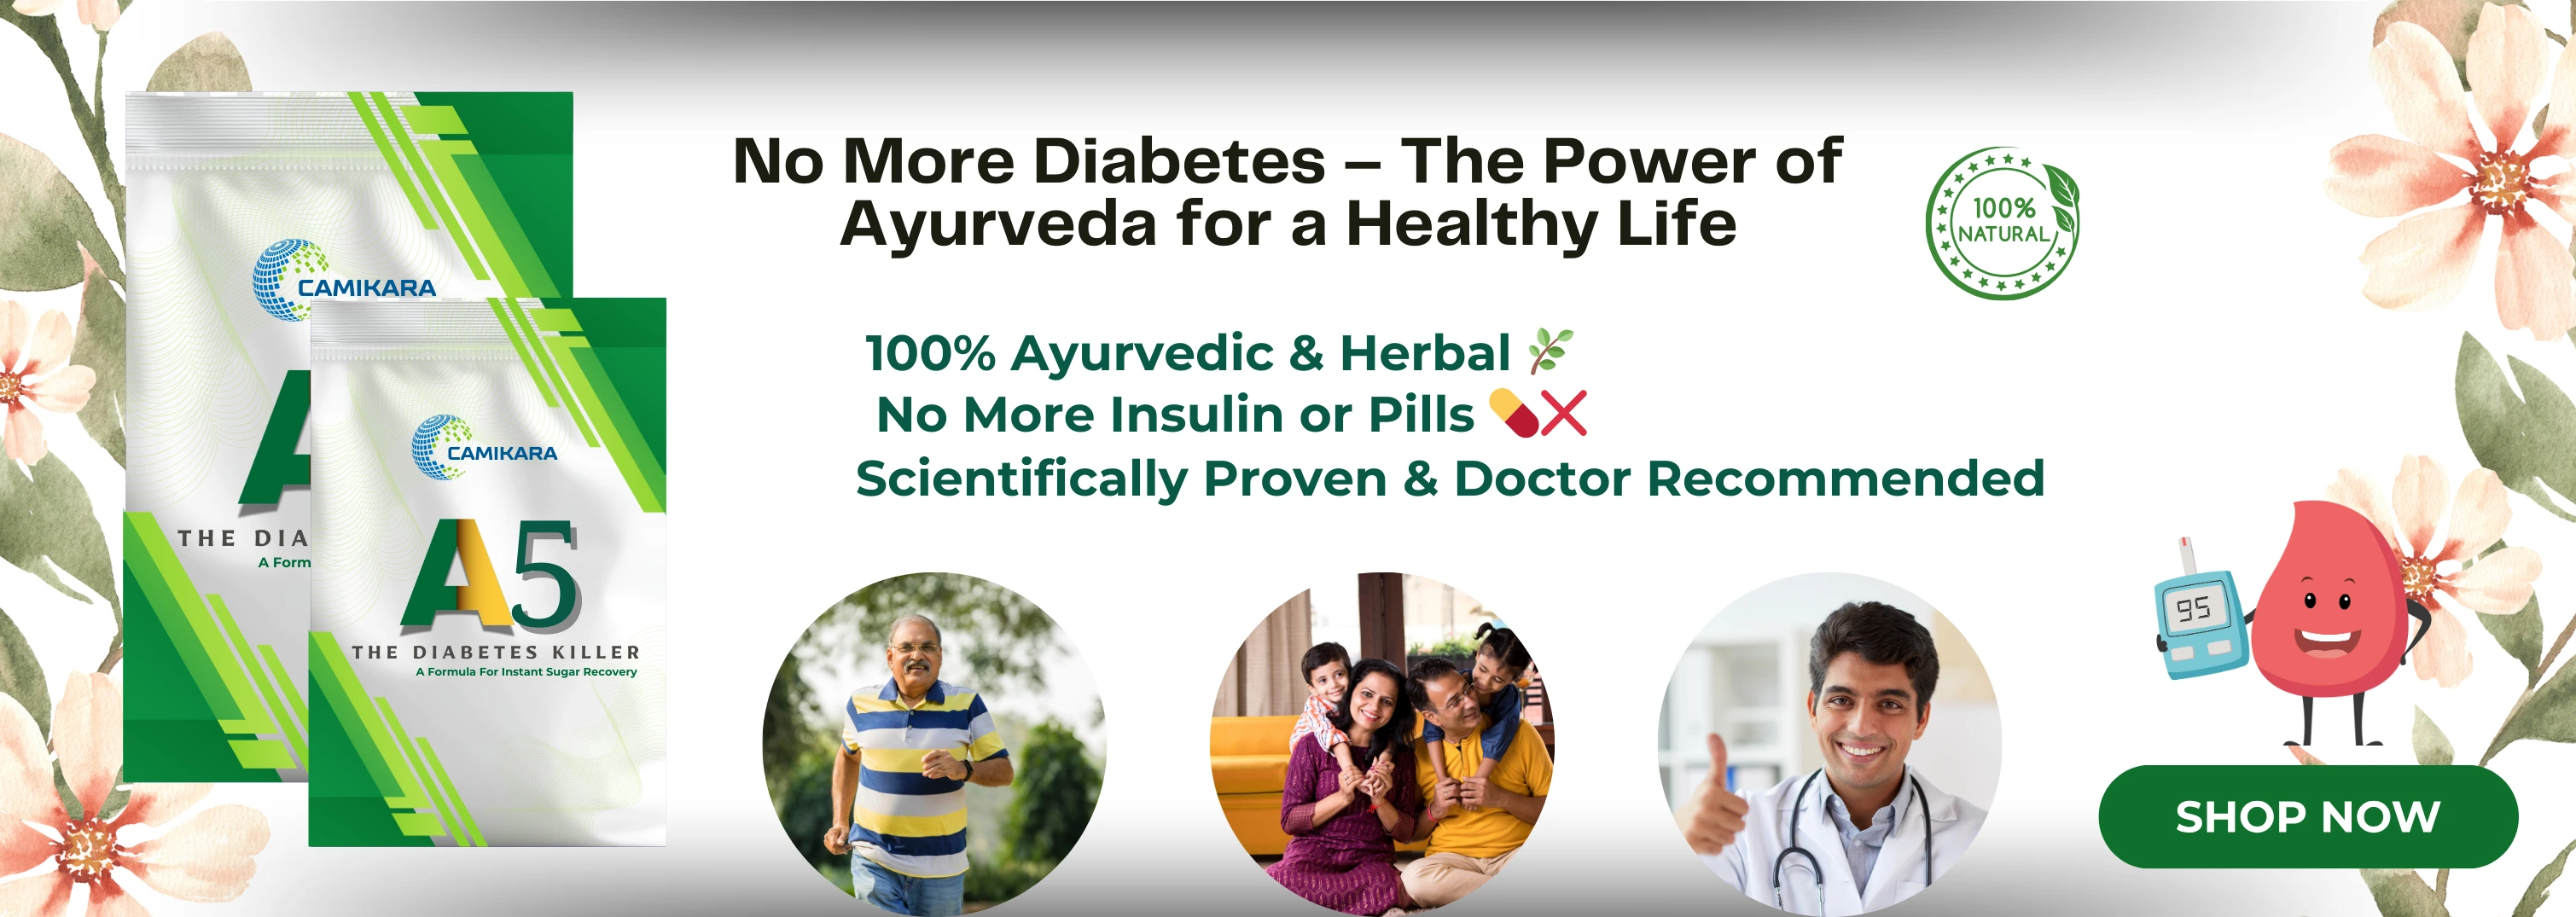 No More Diabetes – The Power of
Ayurveda for a Healthy Life
100%
NATURAL
100% Ayurvedic & Herbal
No More Insulin or Pills
Scientifically Proven & Doctor Recommended
CAMIKARA
A
THE DIA
A Form
CAMIKARA
A5
THE DIABETES KILLER
A Formula For Instant Sugar Recovery
95
SHOP NOW